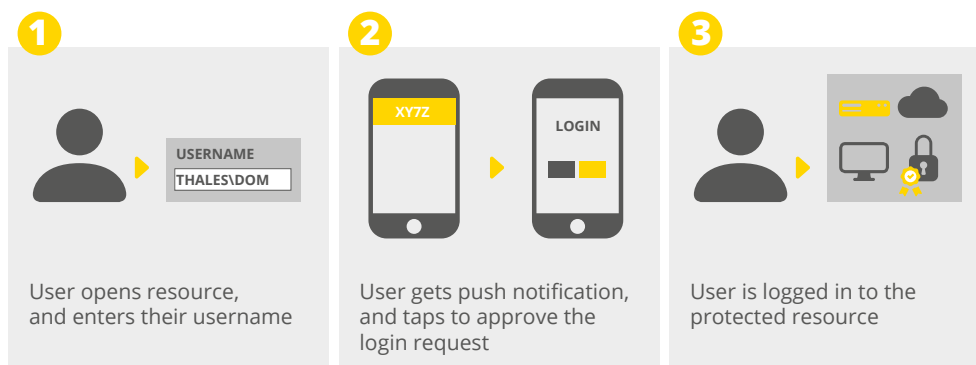 1
USERNAME
THALES\DOM
User opens resource,
and enters their username
2
XY7Z
LOGIN
User gets push notification,
and taps to approve the
login request
3
User is logged in to the
protected resource